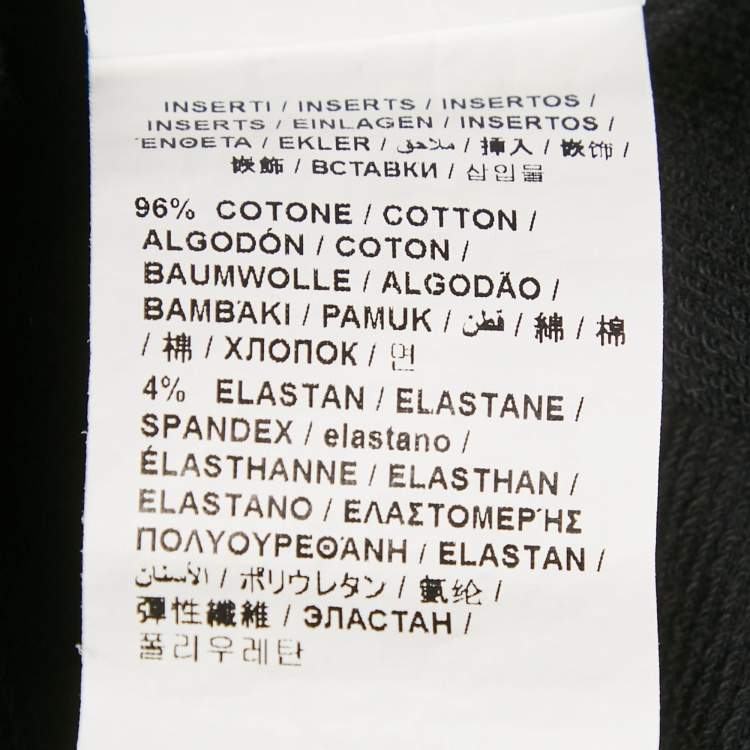 INSERTI / INSERTS / INSERTOS /
INSERTS / EINLAGEN / INSERTOS /
ΈΝΘΕΤΑ / EKLER / ملاحق / 挿入 / 嵌饰 /
嵌飾 / ВСТАВКИ / 삽입물
96% COTONE / COTTON /
ALGODÓN / COTON /
BAUMWOLLE / ALGODÃO /
ΒΑΜΒΆΚΙ / PAMUK / قطن / 綿 / 棉
/ 棉 / ХЛОПОК / 면
4% ELASTAN / ELASTANE /
SPANDEX / elastano /
ÉLASTHANNE / ELASTHAN /
ELASTANO / ΕΛΑΣΤΟΜΕΡΉΣ
ΠΟΛΥΟΥΡΕΘΆΝΗ / ELASTAN /
الأستان / ポリウレタン / 氨纶 /
彈性纖維 / ЭЛАСТАН /
폴리우레탄